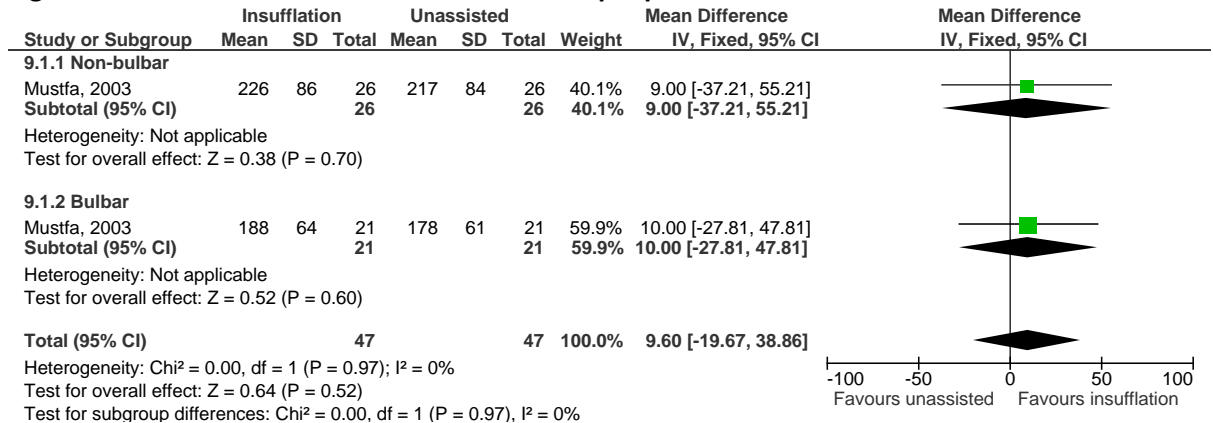 Insufflation Unassisted Mean Difference Mean Difference
Study or Subgroup Mean SD Total Mean SD Total Weight IV, Fixed, 95% CI IV, Fixed, 95% CI
9.1.1 Non-bulbar
Mustfa, 2003 226 86 26 217 84 26 40.1% 9.00 [-37.21, 55.21]
Subtotal (95% CI) 26 26 40.1% 9.00 [-37.21, 55.21]
Heterogeneity: Not applicable
Test for overall effect: Z = 0.38 (P = 0.70)
9.1.2 Bulbar
Mustfa, 2003 188 64 21 178 61 21 59.9% 10.00 [-27.81, 47.81]
Subtotal (95% CI) 21 21 59.9% 10.00 [-27.81, 47.81]
Heterogeneity: Not applicable
Test for overall effect: Z = 0.52 (P = 0.60)
Total (95% CI) 47 47 100.0% 9.60 [-19.67, 38.86]
Heterogeneity: Chi² = 0.00, df = 1 (P = 0.97); I² = 0%
Test for overall effect: Z = 0.64 (P = 0.52)
Test for subgroup differences: Chi² = 0.00, df = 1 (P = 0.97), I² = 0%
-100 -50 0 50 100
Favours unassisted Favours insufflation